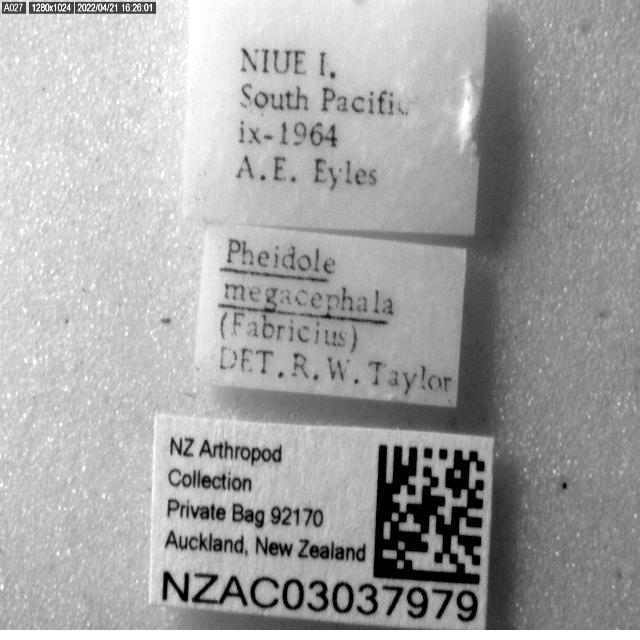 A027 1280x1024 2022/04/21 16:26:01
NIUE I.
South Pacific
ix-1964
A.E. Eyles
Pheidole
megacephala
(Fabricius)
DET. R. W. Taylor
NZ Arthropod
Collection
Private Bag 92170
Auckland, New Zealand
NZAC03037979